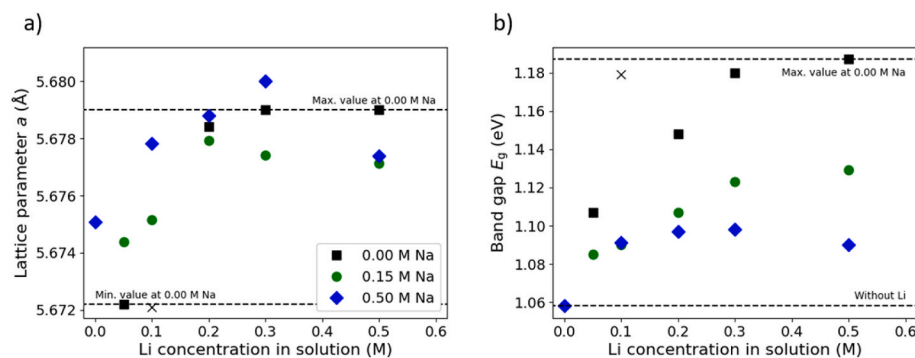 a)
Lattice parameter a (Å)
5.680
5.678
5.676
5.674
5.672
Max. value at 0.00 M Na
Min. value at 0.00 M Na
0.00 M Na
0.15 M Na
0.50 M Na
0.0 0.1 0.2 0.3 0.4 0.5 0.6
Li concentration in solution (M)
b)
Band gap Eg (eV)
1.18
1.16
1.14
1.12
1.10
1.08
1.06
Max. value at 0.00 M Na
Without Li
0.0 0.1 0.2 0.3 0.4 0.5 0.6
Li concentration in solution (M)